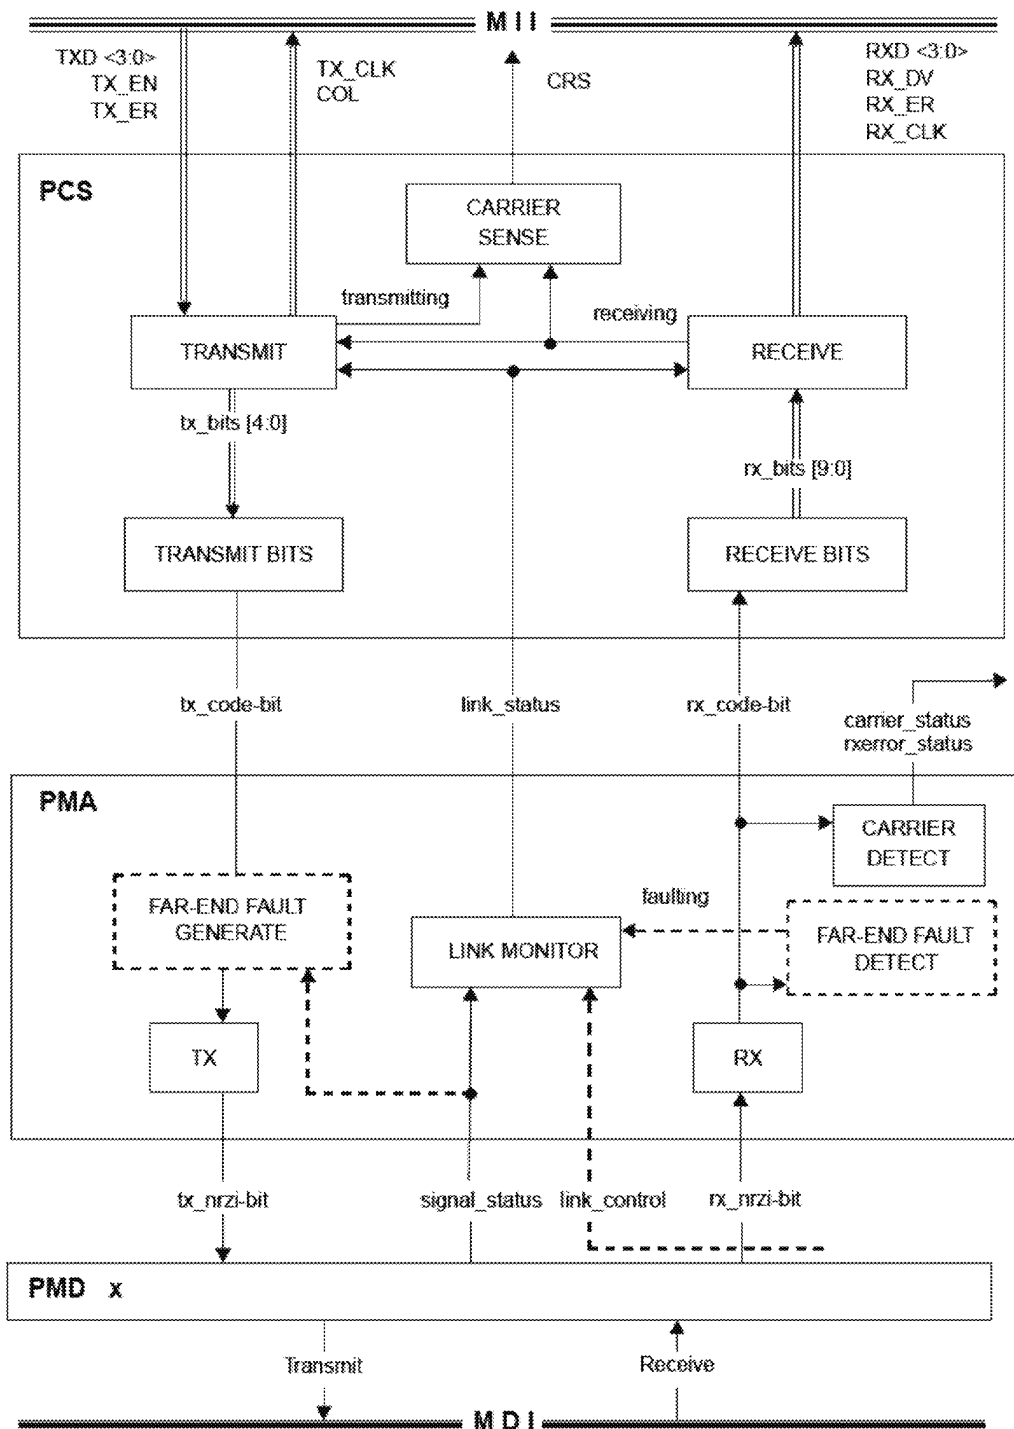 M I I
TXD <3:0>
TX_EN
TX_ER
TX_CLK
COL
CRS
RXD <3:0>
RX_DV
RX_ER
RX_CLK
PCS
CARRIER
SENSE
transmitting
receiving
TRANSMIT
RECEIVE
tx_bits [4:0]
rx_bits [9:0]
TRANSMIT BITS
RECEIVE BITS
tx_code-bit
link_status
rx_code-bit
carrier_status
rxerror_status
PMA
CARRIER
DETECT
FAR-END FAULT
GENERATE
faulting
LINK MONITOR
FAR-END FAULT
DETECT
TX
RX
tx_nrzi-bit
signal_status
link_control
rx_nrzi-bit
PMD x
Transmit
Receive
M D I